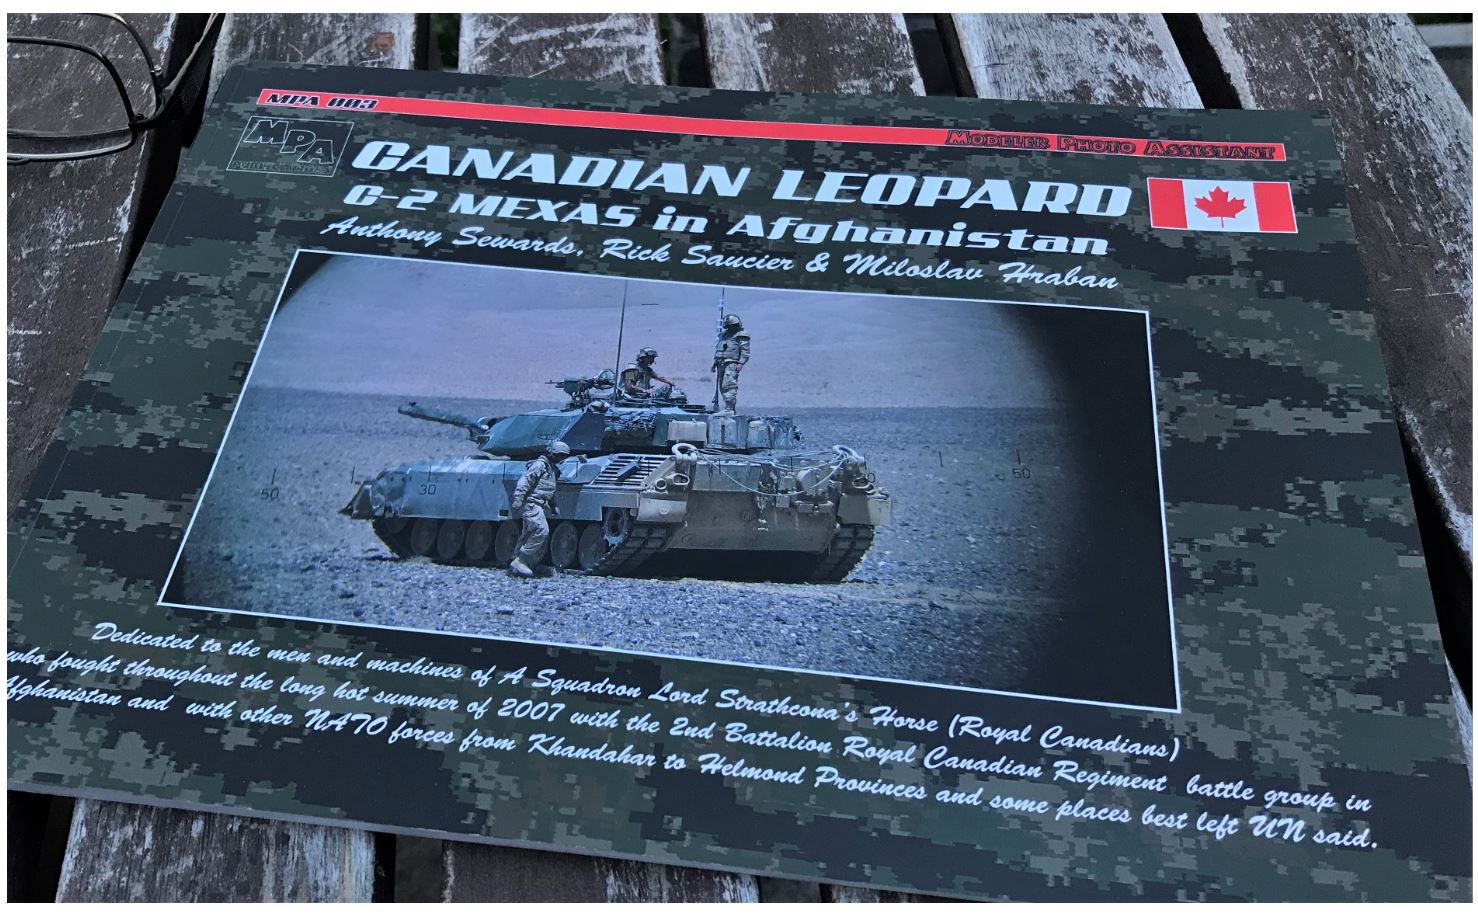 MPA 003
MODELER PHOTO ASSISTANT
MPA
PUBLICATIONS
CANADIAN LEOPARD
C-2 MEXAS in Afghanistan
Anthony Sewards, Rick Saucier & Miloslav Hraban
50
30
50
Dedicated to the men and machines of A Squadron Lord Strathcona's Horse (Royal Canadians)
who fought throughout the long hot summer of 2007 with the 2nd Battalion Royal Canadian Regiment battle group in
Afghanistan and with other NATO forces from Khandahar to Helmond Provinces and some places best left UN said.